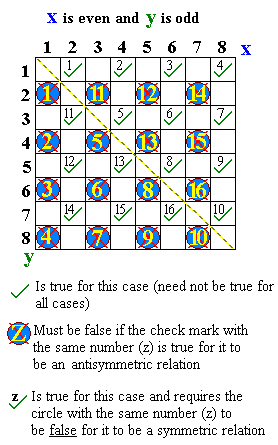 x is even and y is odd
1 2 3 4 5 6 7 8 x
1 1 2 3 4
2 1 11 12 14
3 11 5 6 7
4 2 5 13 15
5 12 13 8 9
6 3 6 8 16
7 14 15 16 10
8 4 7 9 10
y
Is true for this case (need not be true for
all cases)
Z Must be false if the check mark with
the same number (z) is true for it to
be an antisymmetric relation
z Is true for this case and requires the
circle with the same number (z) to
be false for it to be a symmetric relation